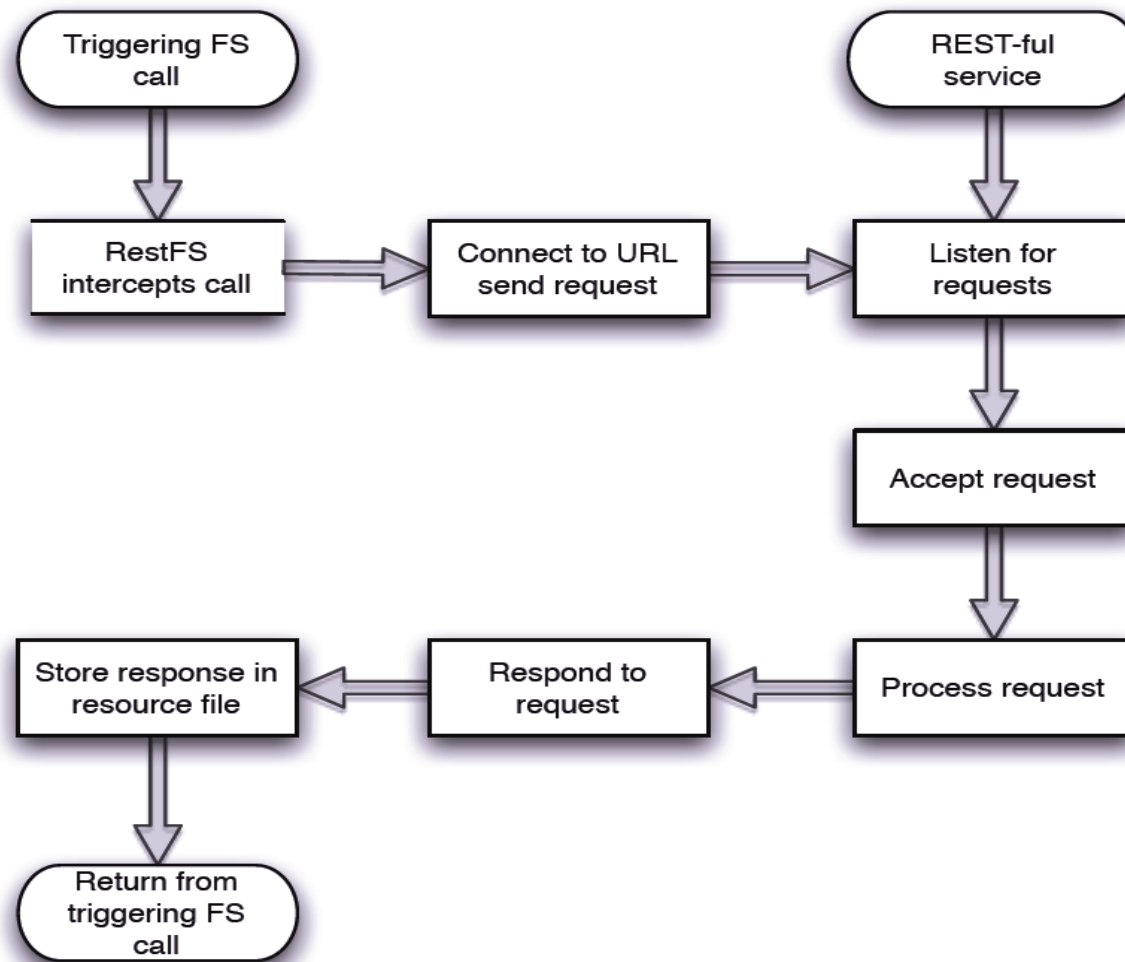 Triggering FS
call
REST-ful
service
RestFS
intercepts call
Connect to URL
send request
Listen for
requests
Accept request
Store response in
resource file
Respond to
request
Process request
Return from
triggering FS
call